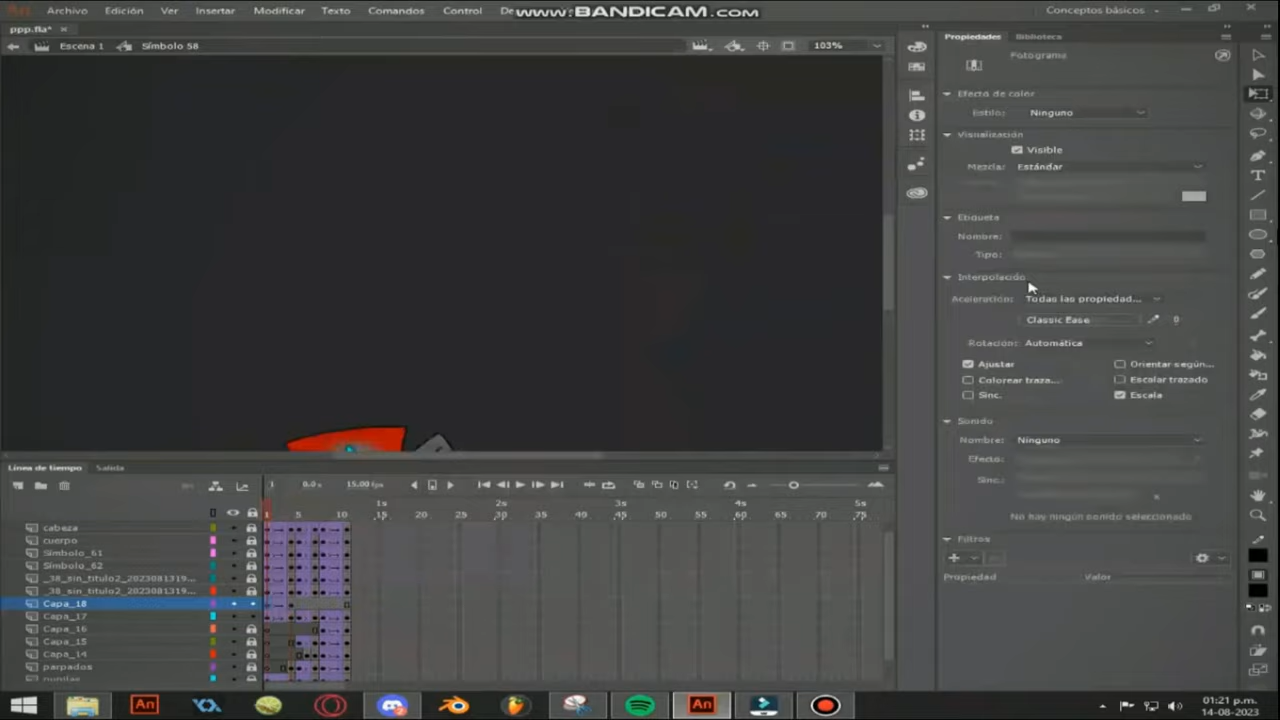 An Archivo Edición Ver Insertar Modificar Texto Comandos Control De www.BANDICAM.com Conceptos básicos
ppp.fla* ×
Escena 1 Símbolo 58 103%
Propiedades Biblioteca
Fotograma
Efecto de color
Estilo: Ninguno
Visualización
Visible
Mezcla: Estándar
Etiqueta
Nombre:
Tipo:
Interpolación
Aceleración: Todas las propiedad...
Classic Ease 0
Rotación: Automática
Ajustar Orientar según...
Colorear traza... Escalar trazado
Sinc. Escala
Sonido
Nombre: Ninguno
Efecto:
Sinc.:
No hay ningún sonido seleccionado
Filtros
Propiedad Valor
Línea de tiempo Salida
1 0.0 s 15.00 fps
1s 2s 3s 4s 5s
1 5 10 15 20 25 30 35 40 45 50 55 60 65 70 75
cabeza
cuerpo
Símbolo_61
Símbolo_62
_38_sin_titulo2_2023081319...
_38_sin_titulo2_2023081319...
Capa_18
Capa_17
Capa_16
Capa_15
Capa_14
parpados
pupilas
An An
01:21 p.m.
14-08-2023